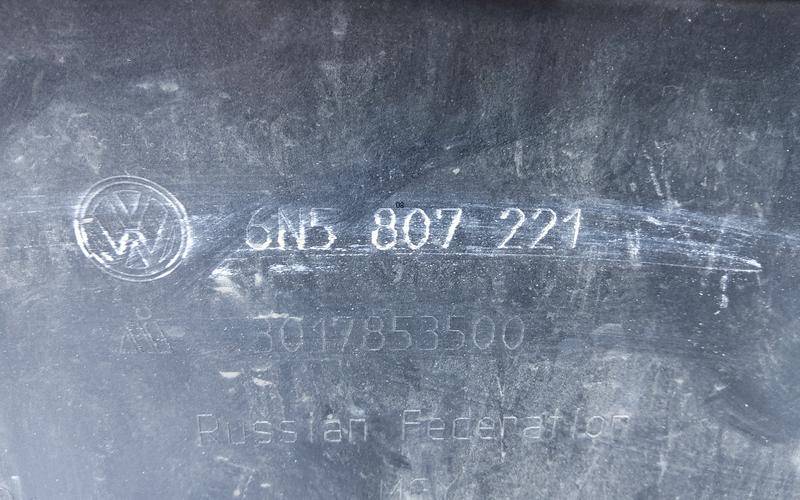 6N5 807 221
3017853500
Russian Federation